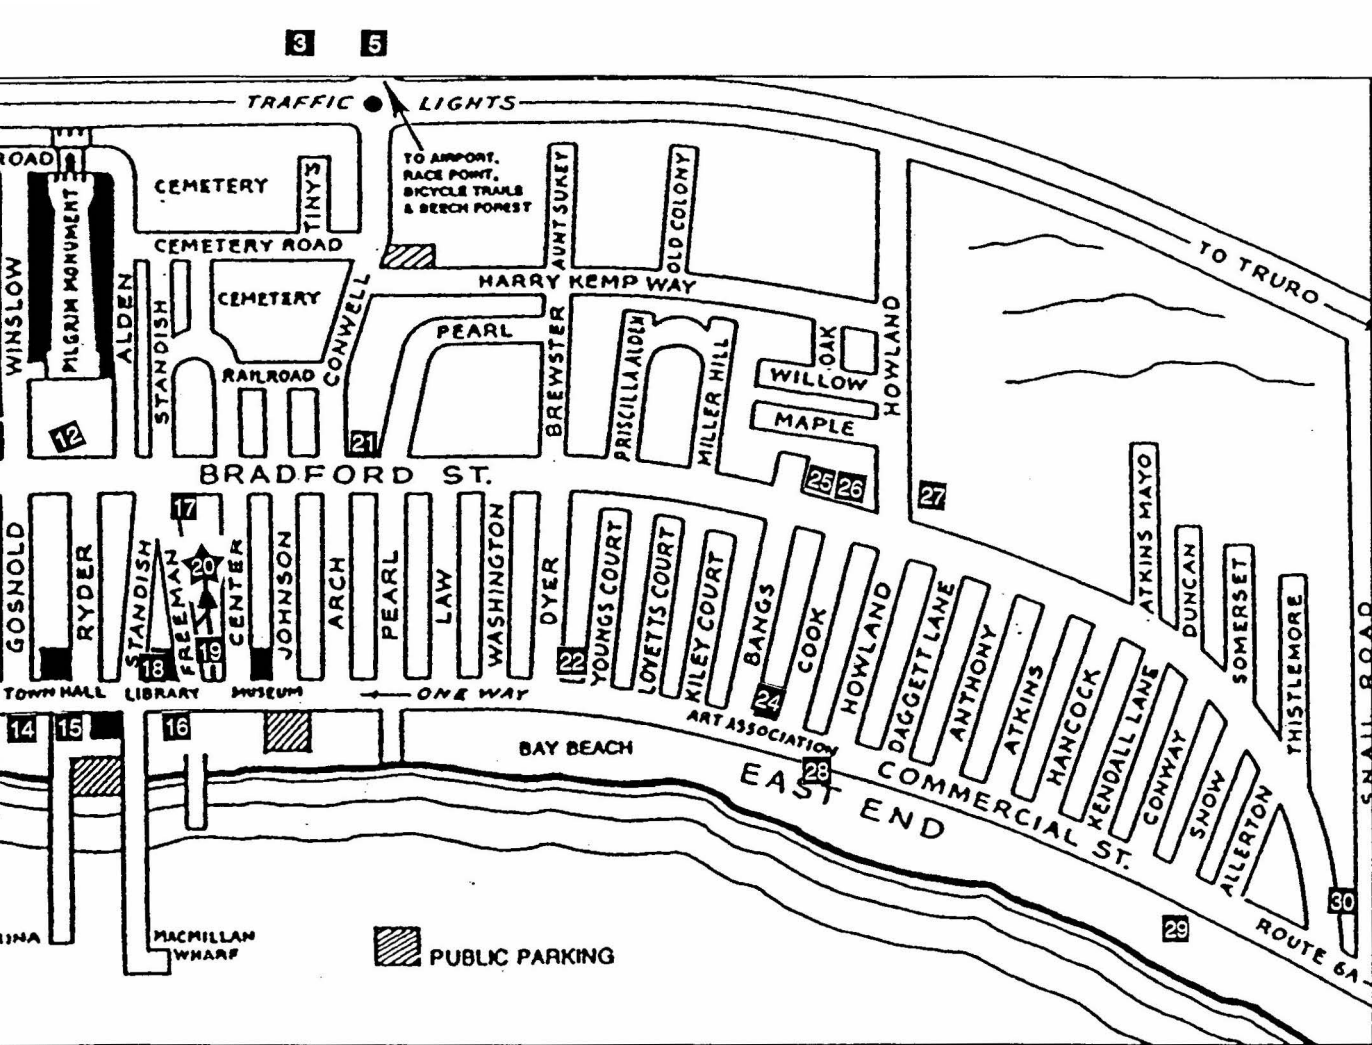 3
5
TRAFFIC
LIGHTS
ROAD
TO AIRPORT,
RACE POINT,
BICYCLE TRAILS
& BEECH FOREST
CEMETERY
TINY'S
AUNT SUKEY
OLD COLONY
CEMETERY ROAD
TO TRURO
WINSLOW
PILGRIM MONUMENT
ALDEN
STANDISH
CEMETERY
CONWELL
HARRY KEMP WAY
PEARL
BREWSTER
PRISCILLA ALDEN
MILLER HILL
OAK
WILLOW
HOWLAND
MAPLE
RAILROAD
12
21
25
26
27
BRADFORD ST.
ATKINS MAYO
DUNCAN
SOMERSET
THISTLEMORE
SNAIL ROAD
17
20
19
18
GOSNOLD
RYDER
STANDISH
FREEMAN
CENTER
JOHNSON
ARCH
PEARL
LAW
WASHINGTON
DYER
22
YOUNGS COURT
LOVETTS COURT
KILEY COURT
BANGS
24
COOK
HOWLAND
DAGGETT LANE
ANTHONY
ATKINS
HANCOCK
KENDALL LANE
CONWAY
SNOW
ALLERTON
TOWN HALL
LIBRARY
MUSEUM
ONE WAY
14
15
16
ART ASSOCIATION
BAY BEACH
28
EAST END
COMMERCIAL ST.
29
30
ROUTE 6A
MACMILLAN
WHARF
PUBLIC PARKING